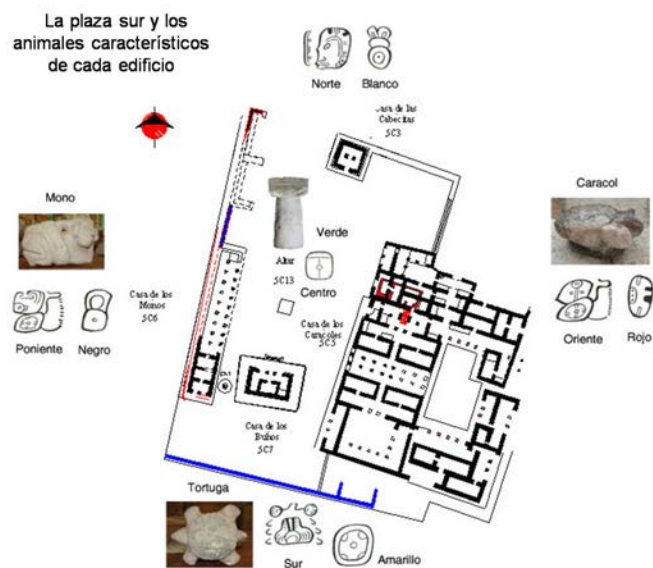 La plaza sur y los
animales característicos
de cada edificio
Norte Blanco
Casa de las
Cabecitas
5C3
Mono
Caracol
Verde
Altar
5C13
Centro
Casa de los
Monos
5C6
Casa de los
Caracoles
5C5
Poniente Negro
Oriente Rojo
Casa de los
Buhos
5C7
Tortuga
Sur
Amarillo